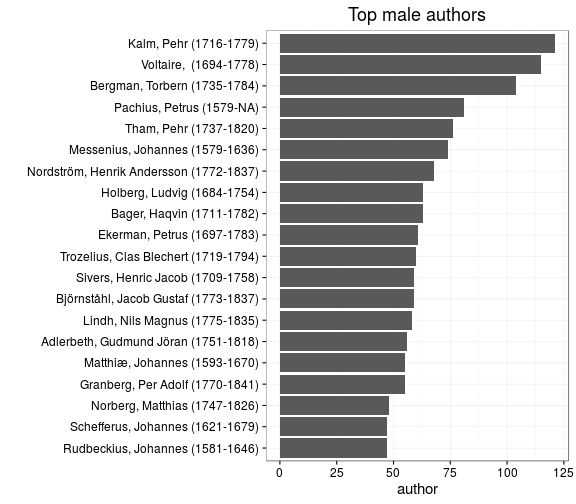 Top male authors
Kalm, Pehr (1716-1779)
Voltaire,  (1694-1778)
Bergman, Torbern (1735-1784)
Pachius, Petrus (1579-NA)
Tham, Pehr (1737-1820)
Messenius, Johannes (1579-1636)
Nordström, Henrik Andersson (1772-1837)
Holberg, Ludvig (1684-1754)
Bager, Haqvin (1711-1782)
Ekerman, Petrus (1697-1783)
Trozelius, Clas Blechert (1719-1794)
Sivers, Henric Jacob (1709-1758)
Björnståhl, Jacob Gustaf (1773-1837)
Lindh, Nils Magnus (1775-1835)
Adlerbeth, Gudmund Jöran (1751-1818)
Matthiæ, Johannes (1593-1670)
Granberg, Per Adolf (1770-1841)
Norberg, Matthias (1747-1826)
Schefferus, Johannes (1621-1679)
Rudbeckius, Johannes (1581-1646)
0 25 50 75 100 125
author